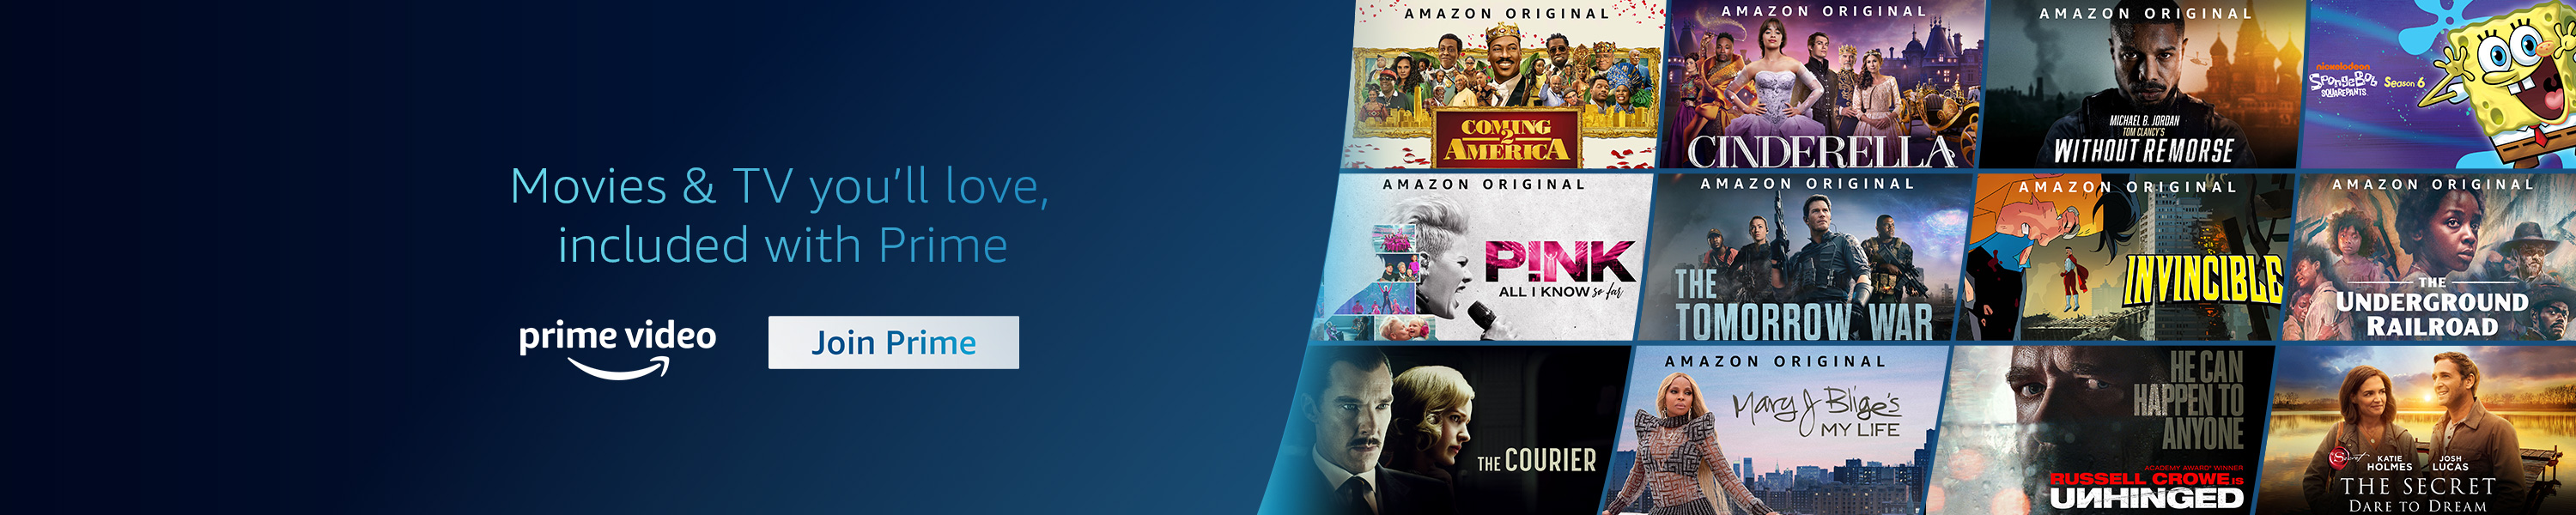 Movies & TV you'll love,
included with Prime
prime video
Join Prime
AMAZON ORIGINAL
COMING
2
AMERICA
AMAZON ORIGINAL
CINDERELLA
AMAZON ORIGINAL
MICHAEL B. JORDAN
TOM CLANCY'S
WITHOUT REMORSE
nickelodeon
SpongeBob
SQUAREPANTS
Season 6
AMAZON ORIGINAL
P!NK
ALL I KNOW so far
AMAZON ORIGINAL
THE
TOMORROW WAR
AMAZON ORIGINAL
INVINCIBLE
AMAZON ORIGINAL
THE
UNDERGROUND
RAILROAD
THE COURIER
AMAZON ORIGINAL
Mary J Blige's
MY LIFE
HE CAN
HAPPEN TO
ANYONE
ACADEMY AWARD® WINNER
RUSSELL CROWE IS
UNHINGED
Secret
KATIE HOLMES
JOSH LUCAS
THE SECRET
DARE TO DREAM